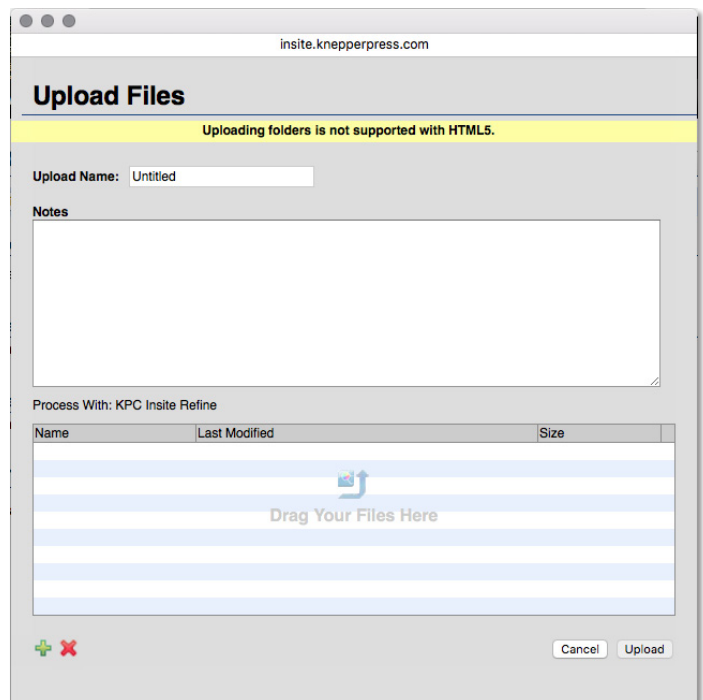 insite.knepperpress.com
Upload Files
Uploading folders is not supported with HTML5.
Upload Name: Untitled
Notes
Process With: KPC Insite Refine
Name Last Modified Size
Drag Your Files Here
Cancel Upload